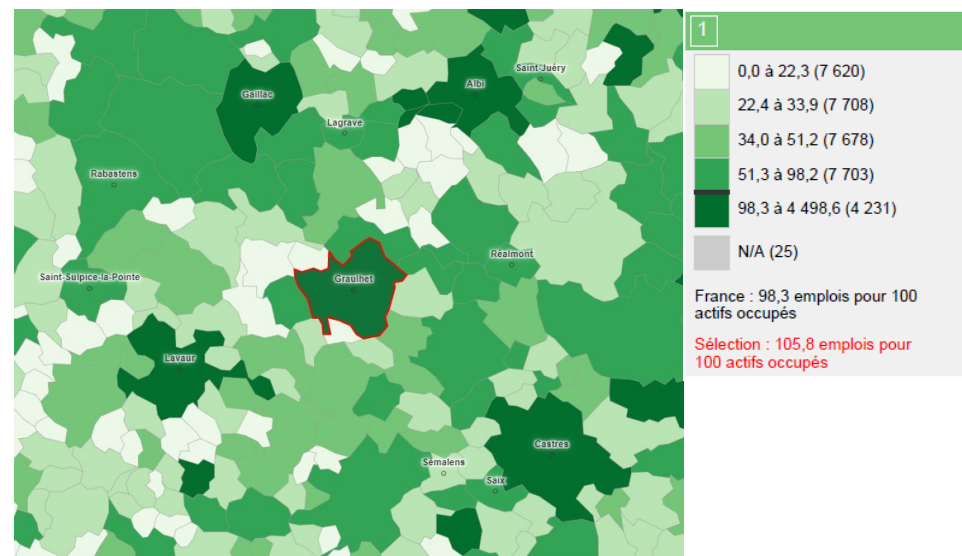 1
0,0 à 22,3 (7 620)
22,4 à 33,9 (7 708)
34,0 à 51,2 (7 678)
51,3 à 98,2 (7 703)
98,3 à 4 498,6 (4 231)
N/A (25)
France : 98,3 emplois pour 100
actifs occupés
Sélection : 105,8 emplois pour
100 actifs occupés
Saint-Juéry
Albi
Gaillac
Lagrave
Rabastens
Réalmont
Saint-Sulpice-la-Pointe
Graulhet
Lavaur
Castres
Sémalens
Saix